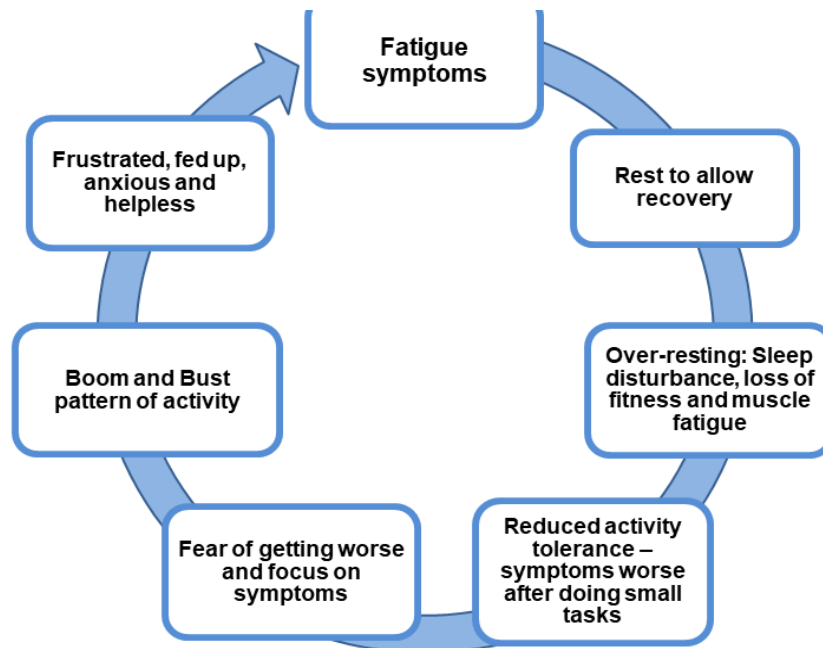 Fatigue
symptoms
Rest to allow
recovery
Over-resting: Sleep
disturbance, loss of
fitness and muscle
fatigue
Reduced activity
tolerance –
symptoms worse
after doing small
tasks
Fear of getting worse
and focus on
symptoms
Boom and Bust
pattern of activity
Frustrated, fed up,
anxious and
helpless